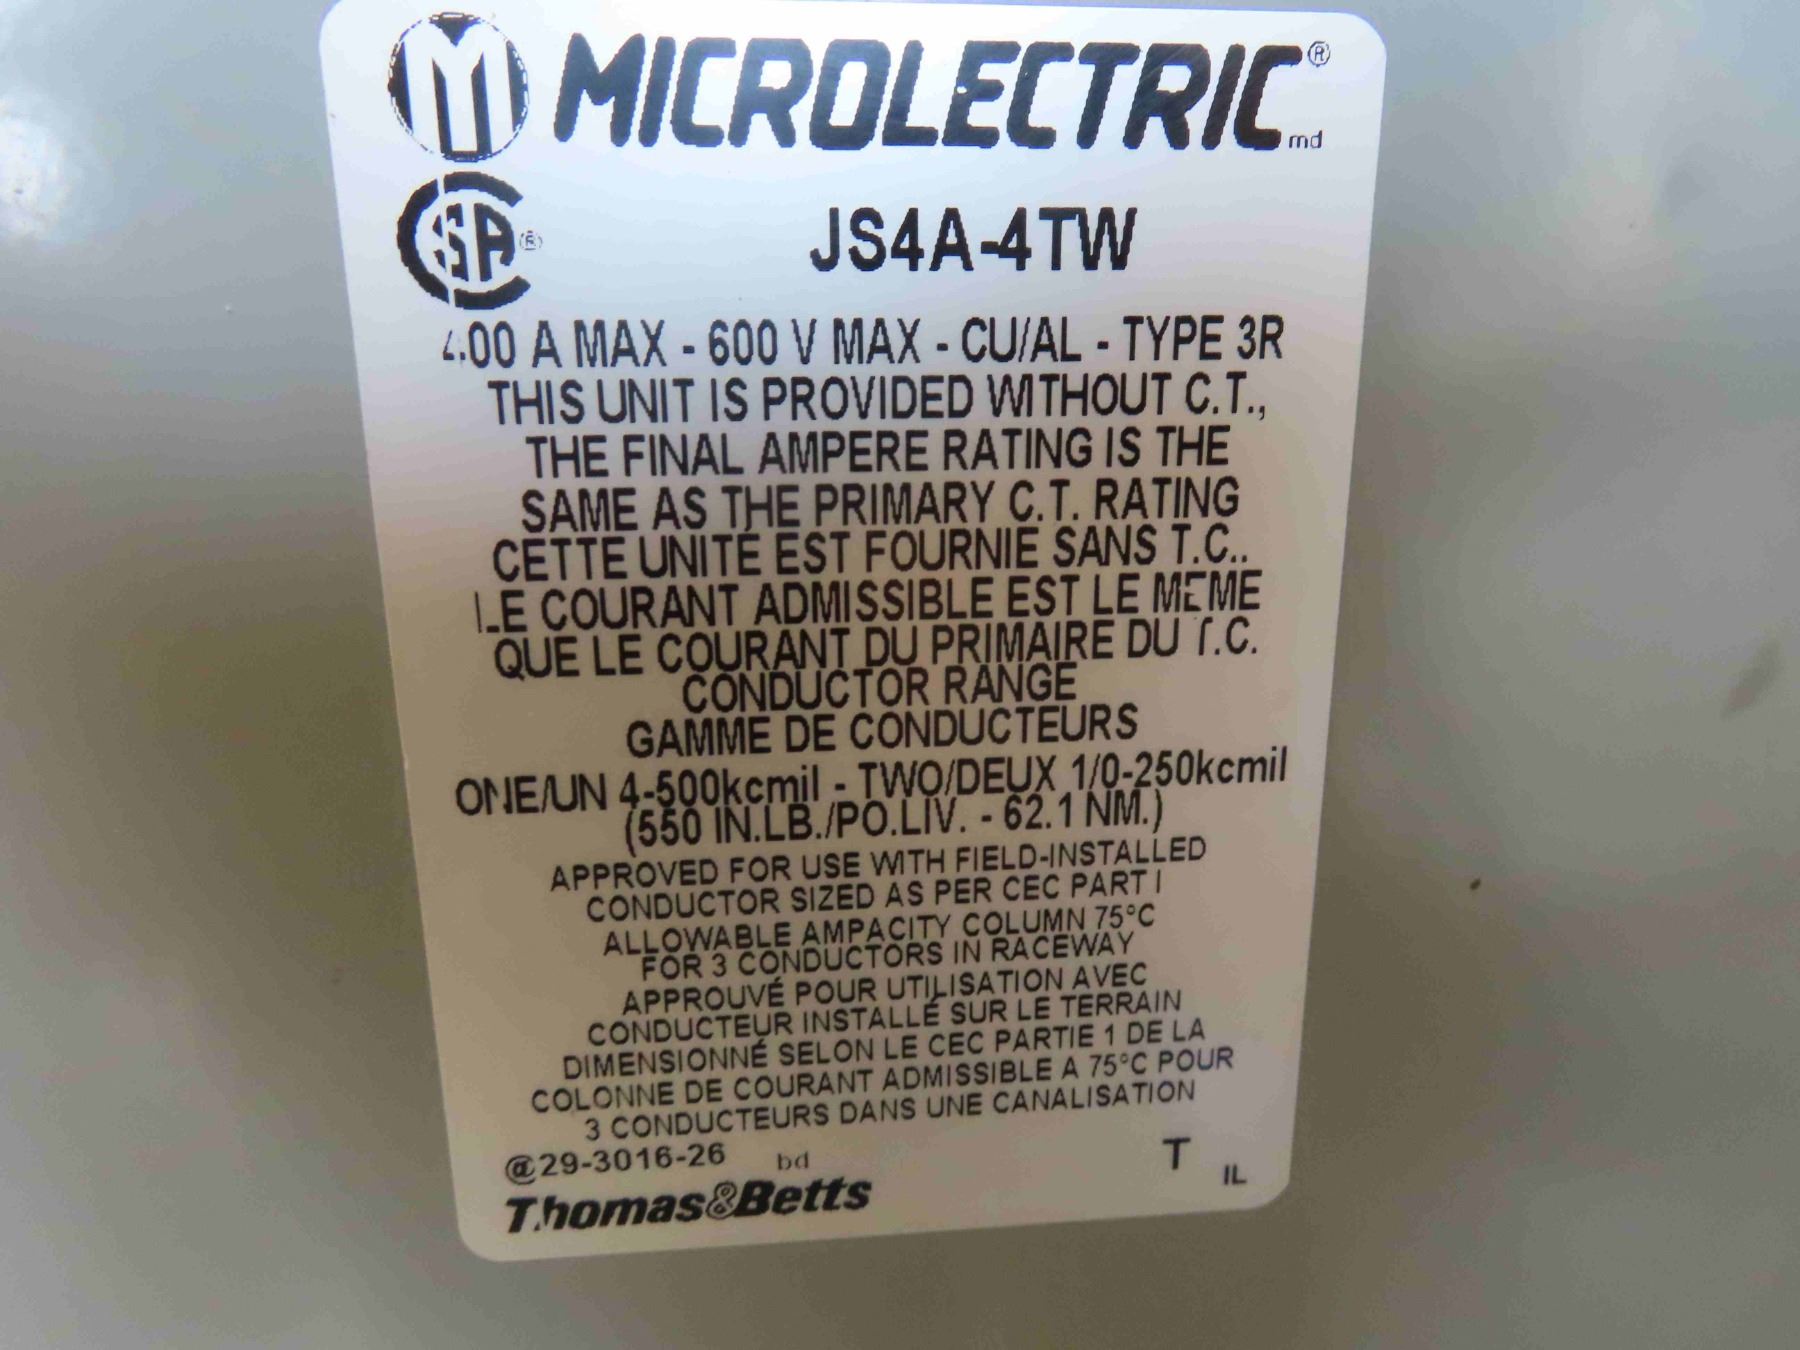 M MICROLECTRIC®
md
CSA® JS4A-4TW
400 A MAX - 600 V MAX - CU/AL - TYPE 3R
THIS UNIT IS PROVIDED WITHOUT C.T.,
THE FINAL AMPERE RATING IS THE
SAME AS THE PRIMARY C.T. RATING
CETTE UNITÉ EST FOURNIE SANS T.C..
LE COURANT ADMISSIBLE EST LE MEME
QUE LE COURANT DU PRIMAIRE DU T.C.
CONDUCTOR RANGE
GAMME DE CONDUCTEURS
ONE/UN 4-500kcmil - TWO/DEUX 1/0-250kcmil
(550 IN.LB./PO.LIV. - 62.1 NM.)
APPROVED FOR USE WITH FIELD-INSTALLED
CONDUCTOR SIZED AS PER CEC PART I
ALLOWABLE AMPACITY COLUMN 75°C
FOR 3 CONDUCTORS IN RACEWAY
APPROUVÉ POUR UTILISATION AVEC
CONDUCTEUR INSTALLÉ SUR LE TERRAIN
DIMENSIONNÉ SELON LE CEC PARTIE 1 DE LA
COLONNE DE COURANT ADMISSIBLE A 75°C POUR
3 CONDUCTEURS DANS UNE CANALISATION
@29-3016-26 bd T IL
Thomas&Betts